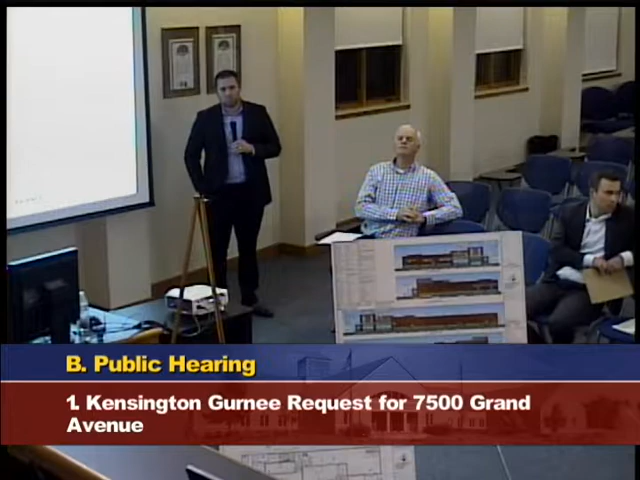 B. Public Hearing
1. Kensington Gurnee Request for 7500 Grand
Avenue